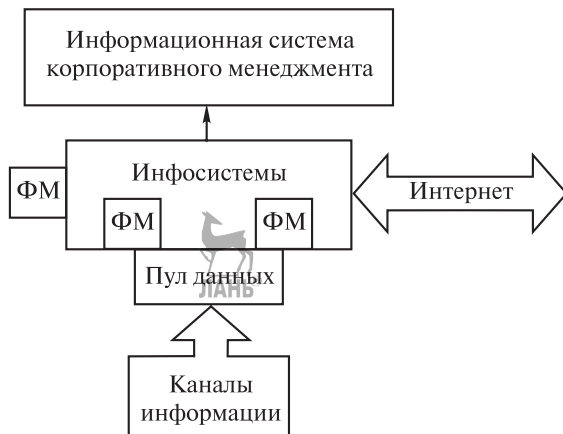 Информационная система
корпоративного менеджмента
Инфосистемы
ФМ
Интернет
ФМ
ФМ
Пул данных
ЛАНЬ
Каналы
информации